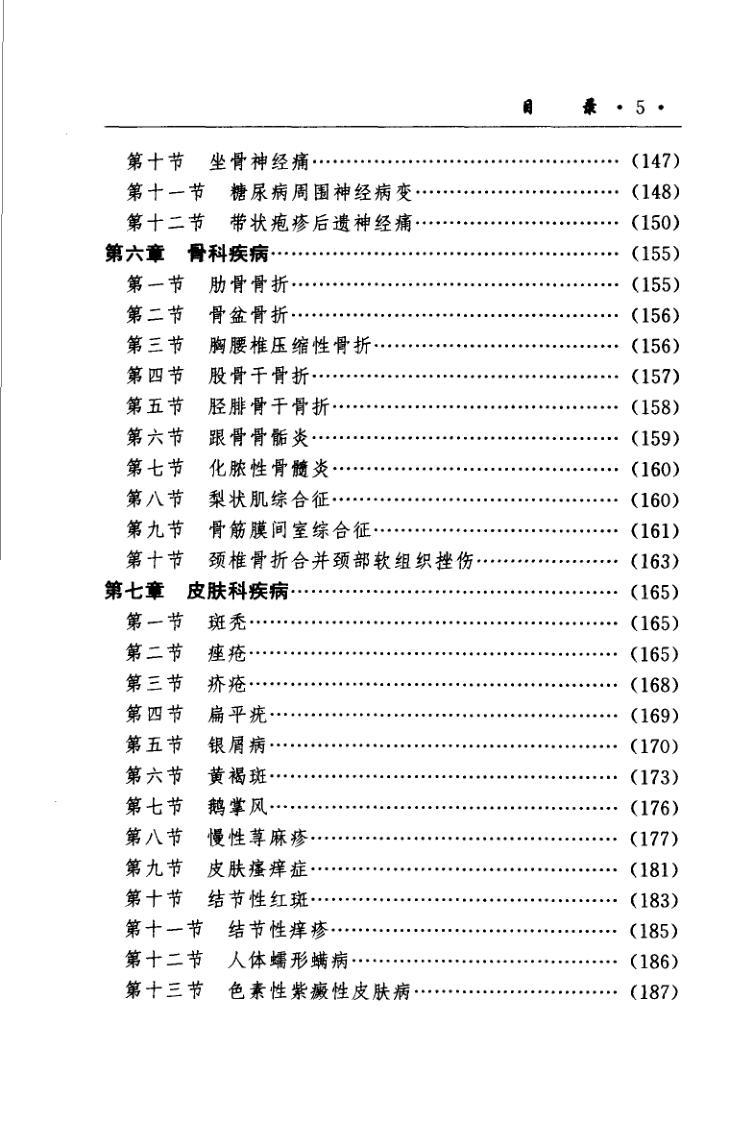 目 录 · 5 ·
第十节 坐骨神经痛…………………………………… (147)
第十一节 糖尿病周围神经病变………………………… (148)
第十二节 带状疱疹后遗神经痛………………………… (150)
第六章 骨科疾病………………………………………… (155)
第一节 肋骨骨折……………………………………… (155)
第二节 骨盆骨折……………………………………… (156)
第三节 胸腰椎压缩性骨折…………………………… (156)
第四节 股骨干骨折…………………………………… (157)
第五节 胫腓骨干骨折………………………………… (158)
第六节 跟骨骨骺炎…………………………………… (159)
第七节 化脓性骨髓炎………………………………… (160)
第八节 梨状肌综合征………………………………… (160)
第九节 骨筋膜间室综合征…………………………… (161)
第十节 颈椎骨折合并颈部软组织挫伤……………… (163)
第七章 皮肤科疾病……………………………………… (165)
第一节 斑秃…………………………………………… (165)
第二节 痤疮…………………………………………… (165)
第三节 疥疮…………………………………………… (168)
第四节 扁平疣………………………………………… (169)
第五节 银屑病………………………………………… (170)
第六节 黄褐斑………………………………………… (173)
第七节 鹅掌风………………………………………… (176)
第八节 慢性荨麻疹…………………………………… (177)
第九节 皮肤瘙痒症…………………………………… (181)
第十节 结节性红斑…………………………………… (183)
第十一节 结节性痒疹………………………………… (185)
第十二节 人体蠕形螨病……………………………… (186)
第十三节 色素性紫癜性皮肤病……………………… (187)